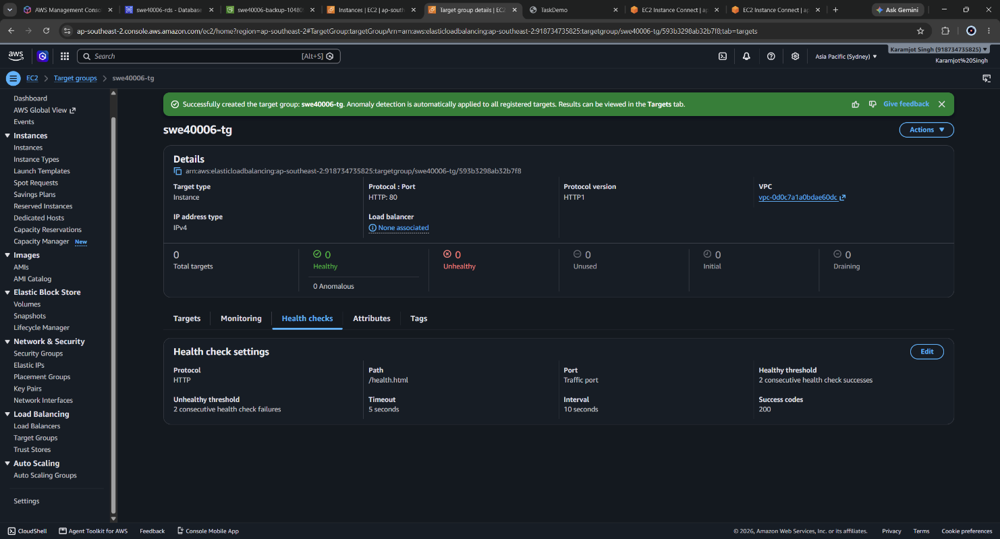 AWS Management Conso
swe40006-rds - Database
swe40006-backup-10480
Instances | EC2 | ap-south
Target group details | EC2
TaskDemo
EC2 Instance Connect | ap
EC2 Instance Connect | ap
Ask Gemini
ap-southeast-2.console.aws.amazon.com/ec2/home?region=ap-southeast-2#TargetGroup:targetGroupArn=arn:aws:elasticloadbalancing:ap-southeast-2:918734735825:targetgroup/swe40006-tg/593b3298ab32b7f8;tab=targets
aws
Search
[Alt+S]
Asia Pacific (Sydney)
Karamjot Singh (918734735825)
Karamjot%20Singh
EC2
Target groups
swe40006-tg
Dashboard
AWS Global View
Events
Instances
Instances
Instance Types
Launch Templates
Spot Requests
Savings Plans
Reserved Instances
Dedicated Hosts
Capacity Reservations
Capacity Manager New
Images
AMIs
AMI Catalog
Elastic Block Store
Volumes
Snapshots
Lifecycle Manager
Network & Security
Security Groups
Elastic IPs
Placement Groups
Key Pairs
Network Interfaces
Load Balancing
Load Balancers
Target Groups
Trust Stores
Auto Scaling
Auto Scaling Groups
Settings
Successfully created the target group: swe40006-tg. Anomaly detection is automatically applied to all registered targets. Results can be viewed in the Targets tab.
Give feedback
swe40006-tg
Actions
Details
arn:aws:elasticloadbalancing:ap-southeast-2:918734735825:targetgroup/swe40006-tg/593b3298ab32b7f8
Target type
Instance
Protocol : Port
HTTP: 80
Protocol version
HTTP1
VPC
vpc-0d0c7a1a0bdae60dc
IP address type
IPv4
Load balancer
None associated
0
Total targets
0
Healthy
0 Anomalous
0
Unhealthy
0
Unused
0
Initial
0
Draining
Targets
Monitoring
Health checks
Attributes
Tags
Health check settings
Edit
Protocol
HTTP
Path
/health.html
Port
Traffic port
Healthy threshold
2 consecutive health check successes
Unhealthy threshold
2 consecutive health check failures
Timeout
5 seconds
Interval
10 seconds
Success codes
200
CloudShell
Agent Toolkit for AWS
Feedback
Console Mobile App
© 2026, Amazon Web Services, Inc. or its affiliates.
Privacy
Terms
Cookie preferences